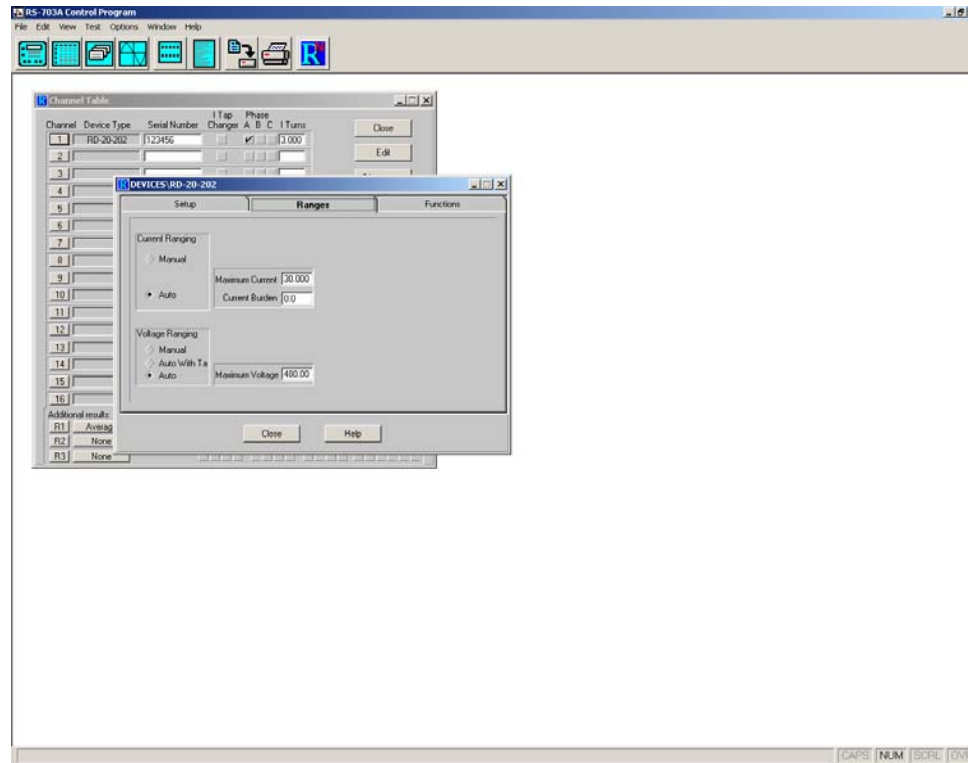 RS-703A Control Program
File Edit View Test Options Window Help
Channel Table
I Tap Phase
Channel Device Type Serial Number Changer A B C I Turns
Close
1 RD-20-202 123456 3.000
Edit
2
3
4
5
6
7
8
9
10
11
12
13
14
15
16
Additional results:
R1 Averag
R2 None
R3 None
DEVICES\RD-20-202
Setup Ranges Functions
Current Ranging
Manual
Auto
Maximum Current 30.000
Current Burden 0.0
Voltage Ranging
Manual
Auto With Ta
Auto
Maximum Voltage 480.00
Close Help
CAPS NUM SCRL OVR